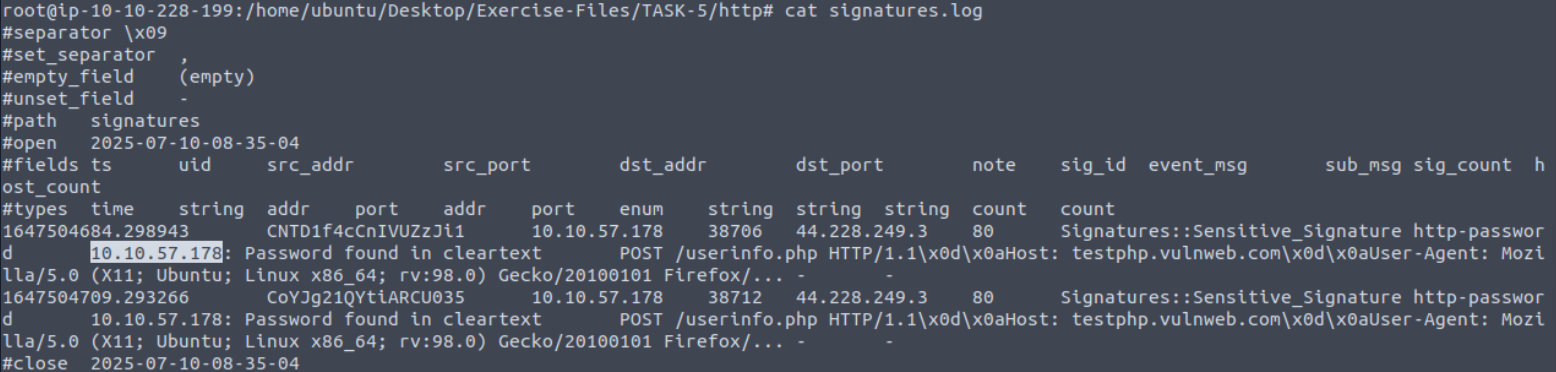 root@ip-10-10-228-199:/home/ubuntu/Desktop/Exercise-Files/TASK-5/http# cat signatures.log
#separator \x09
#set_separator  ,
#empty_field    (empty)
#unset_field    -
#path   signatures
#open   2025-07-10-08-35-04
#fields ts      uid     src_addr        src_port        dst_addr        dst_port        note    sig_id  event_msg       sub_msg sig_count  h
ost_count
#types  time    string  addr    port    addr    port    enum    string  string  string  count   count
1647504684.298943       CNTD1f4cCnIVUZzJi1      10.10.57.178    38706   44.228.249.3    80      Signatures::Sensitive_Signature http-passwor
d       10.10.57.178: Password found in cleartext       POST /userinfo.php HTTP/1.1\x0d\x0aHost: testphp.vulnweb.com\x0d\x0aUser-Agent: Mozi
lla/5.0 (X11; Ubuntu; Linux x86_64; rv:98.0) Gecko/20100101 Firefox/... -       -
1647504709.293266       CoYJg21QYtiARCU035      10.10.57.178    38712   44.228.249.3    80      Signatures::Sensitive_Signature http-passwor
d       10.10.57.178: Password found in cleartext       POST /userinfo.php HTTP/1.1\x0d\x0aHost: testphp.vulnweb.com\x0d\x0aUser-Agent: Mozi
lla/5.0 (X11; Ubuntu; Linux x86_64; rv:98.0) Gecko/20100101 Firefox/... -       -
#close  2025-07-10-08-35-04